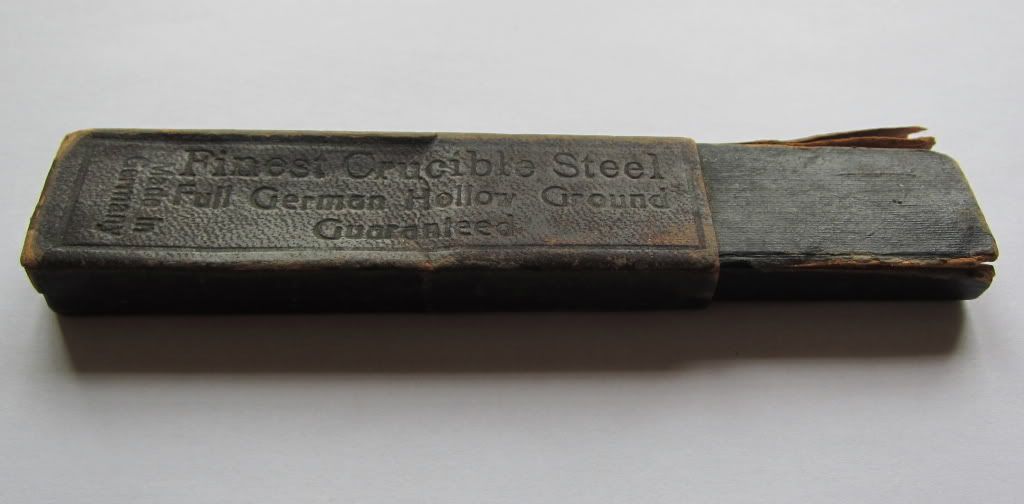 Made In
Germany
Finest Crucible Steel
Full German Hollow Ground
Guaranteed